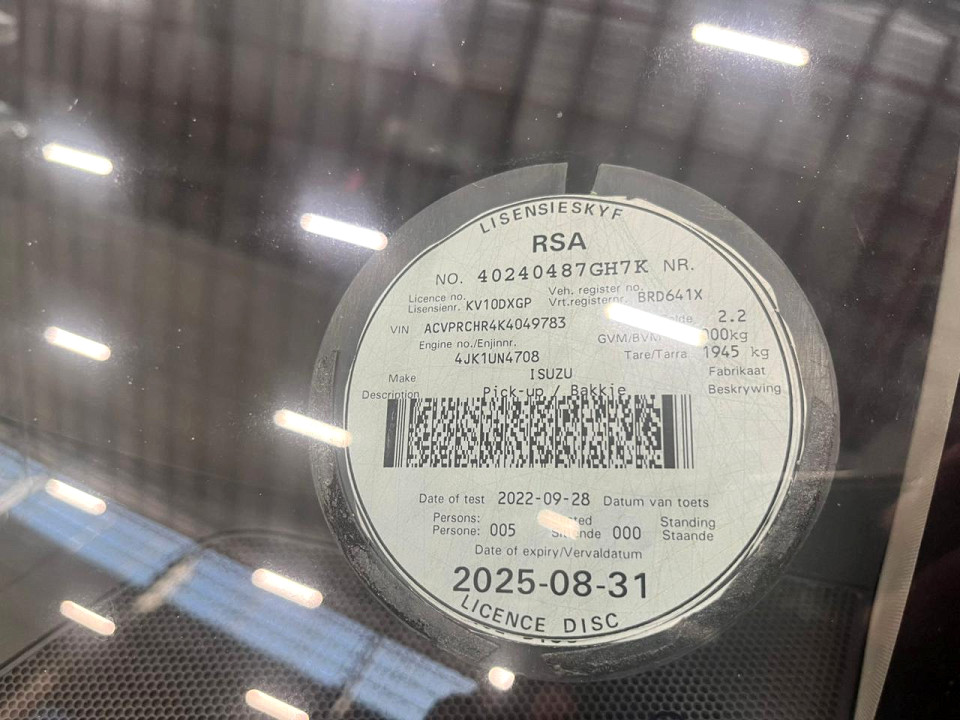 LISENSIESKYF
RSA
NO. 40240487GH7K NR.
Licence no. Veh. register no.
Lisensienr. KV10DXGP Vrt.registernr. BRD641X
VIN ACVPRCHR4K4049783 2.2
Engine no./Enjinnr. GVM/BVM 000kg
4JK1UN4708 Tare/Tarra 1945 kg
ISUZU Fabrikaat
Make Pick-up / Bakkie Beskrywing
Description
Date of test 2022-09-28 Datum van toets
Persons: Standing
Persone: 005 000 Staande
Date of expiry/Vervaldatum
2025-08-31
LICENCE DISC